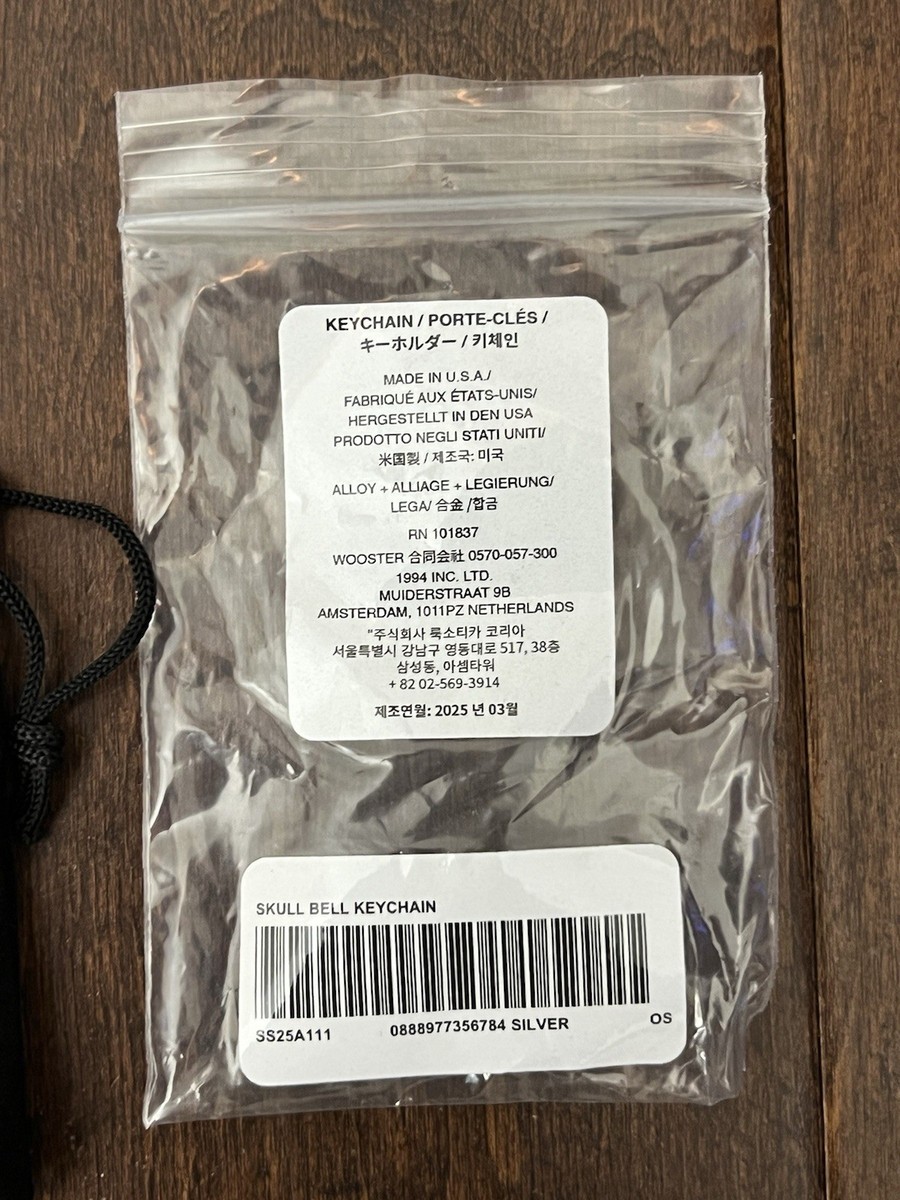 KEYCHAIN / PORTE-CLÉS /
キーホルダー / 키체인
MADE IN U.S.A./
FABRIQUÉ AUX ÉTATS-UNIS/
HERGESTELLT IN DEN USA
PRODOTTO NEGLI STATI UNITI/
米国製 / 제조국: 미국
ALLOY + ALLIAGE + LEGIERUNG/
LEGA/ 合金 /합금
RN 101837
WOOSTER 合同会社 0570-057-300
1994 INC. LTD.
MUIDERSTRAAT 9B
AMSTERDAM, 1011PZ NETHERLANDS
"주식회사 룩소티카 코리아
서울특별시 강남구 영동대로 517, 38층
삼성동, 아셈타워
+ 82 02-569-3914
제조연월: 2025 년 03월
SKULL BELL KEYCHAIN
SS25A111 0888977356784 SILVER OS